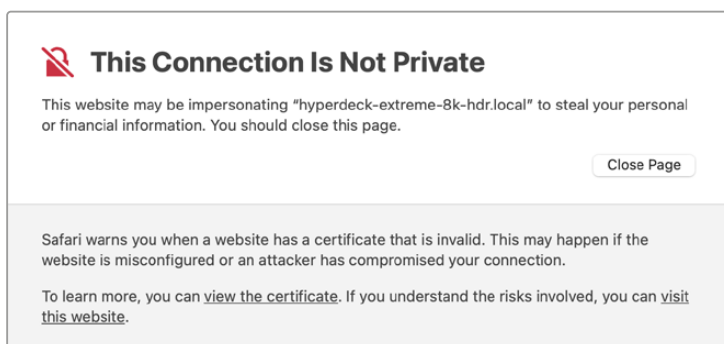 This Connection Is Not Private
This website may be impersonating “hyperdeck-extreme-8k-hdr.local” to steal your personal
or financial information. You should close this page.
Close Page
Safari warns you when a website has a certificate that is invalid. This may happen if the
website is misconfigured or an attacker has compromised your connection.
To learn more, you can view the certificate. If you understand the risks involved, you can visit
this website.